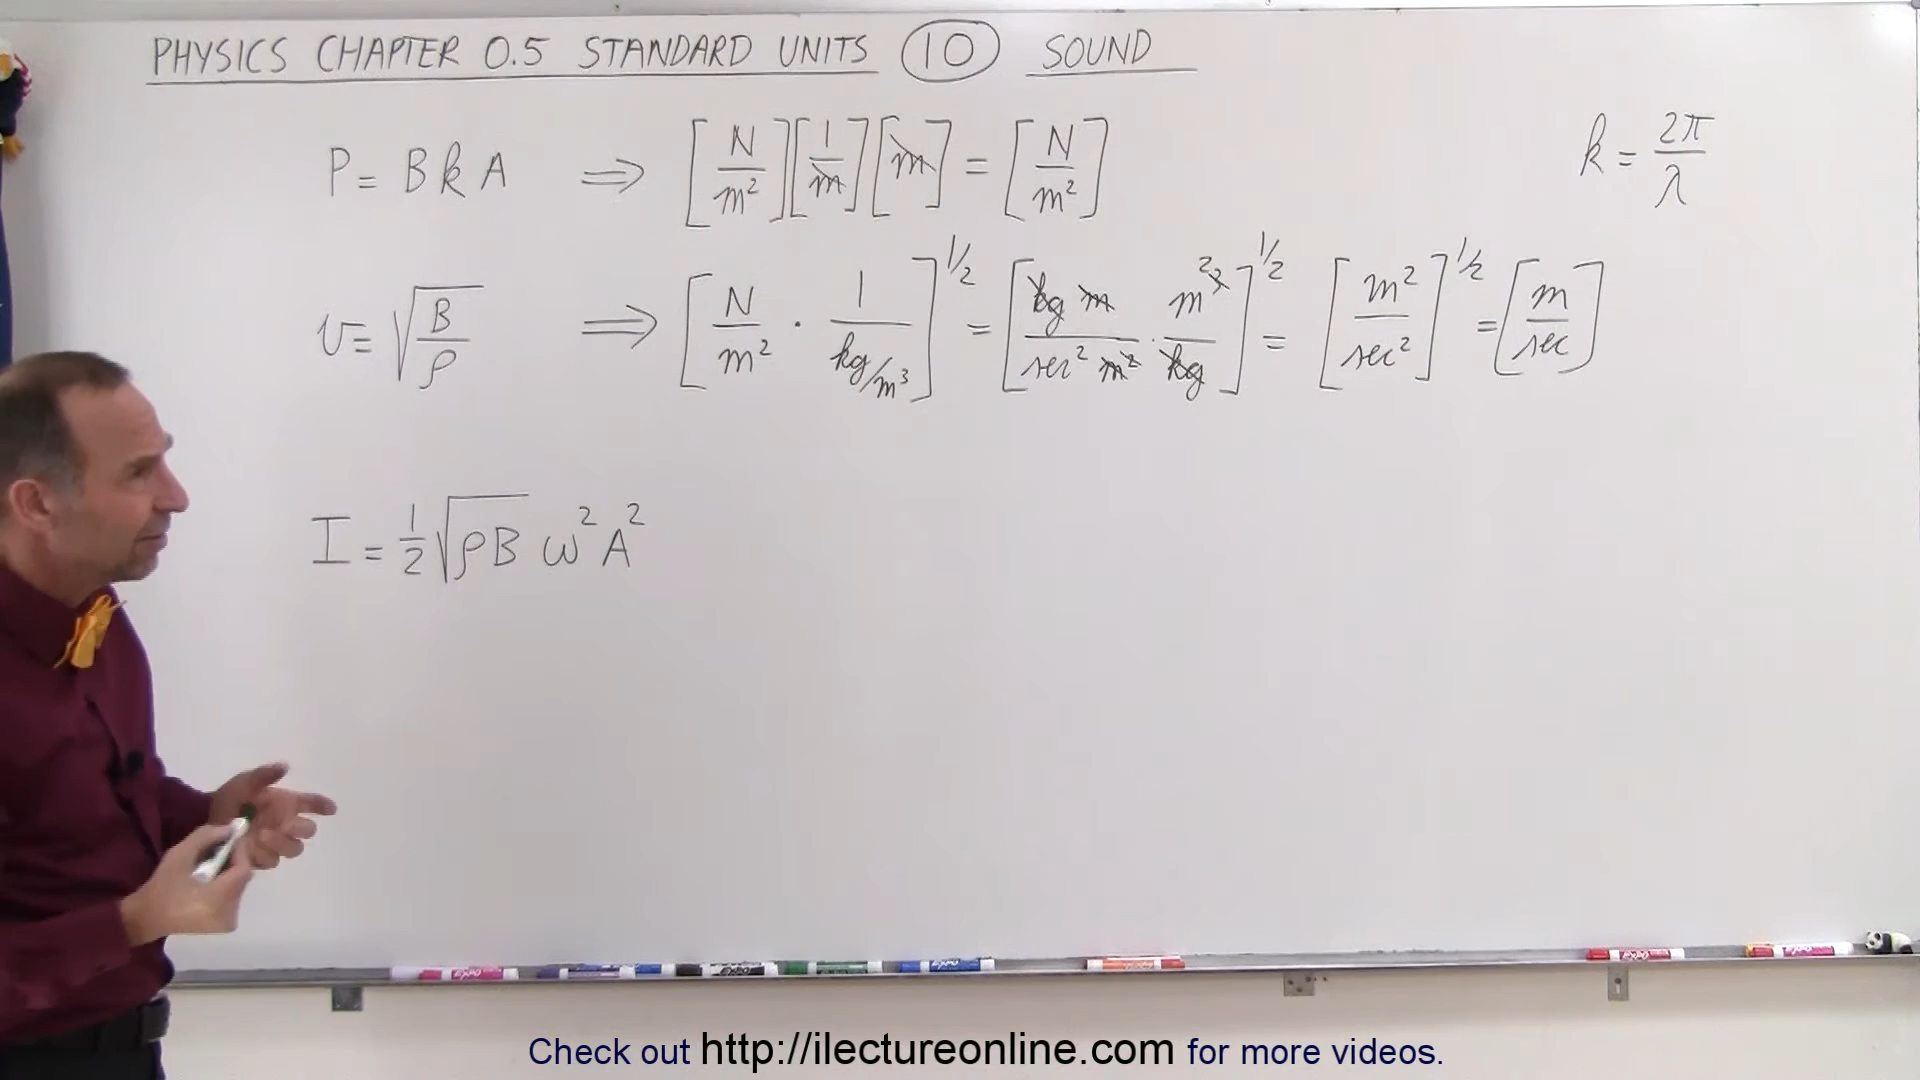 PHYSICS CHAPTER 0.5 STANDARD UNITS 10 SOUND
P = B k A ⇒ [N/m²][1/m][m] = [N/m²]
k = 2π/λ
v = √(B/ρ) ⇒ [N/m² · 1/(kg/m³)]^1/2 = [kg m/(sec² m²) · m³ 2/kg]^1/2 = [m²/sec²]^1/2 = [m/sec]
I = 1/2 √(ρB) ω² A²
Check out http://ilectureonline.com for more videos.